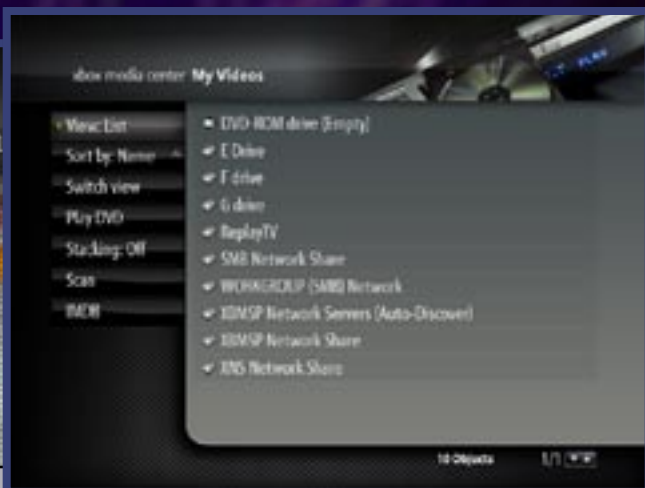 xbox media center My Videos
View: List
Sort by: Name
Switch view
Play DVD
Stacking: Off
Scan
IMDB
DVD-ROM drive (Empty)
E Drive
F drive
G drive
ReplayTV
SMB Network Share
WORKGROUP (SMB) Network
XBMSP Network Servers (Auto-Discover)
XBMSP Network Share
XNS Network Share
10 Objects 1/1